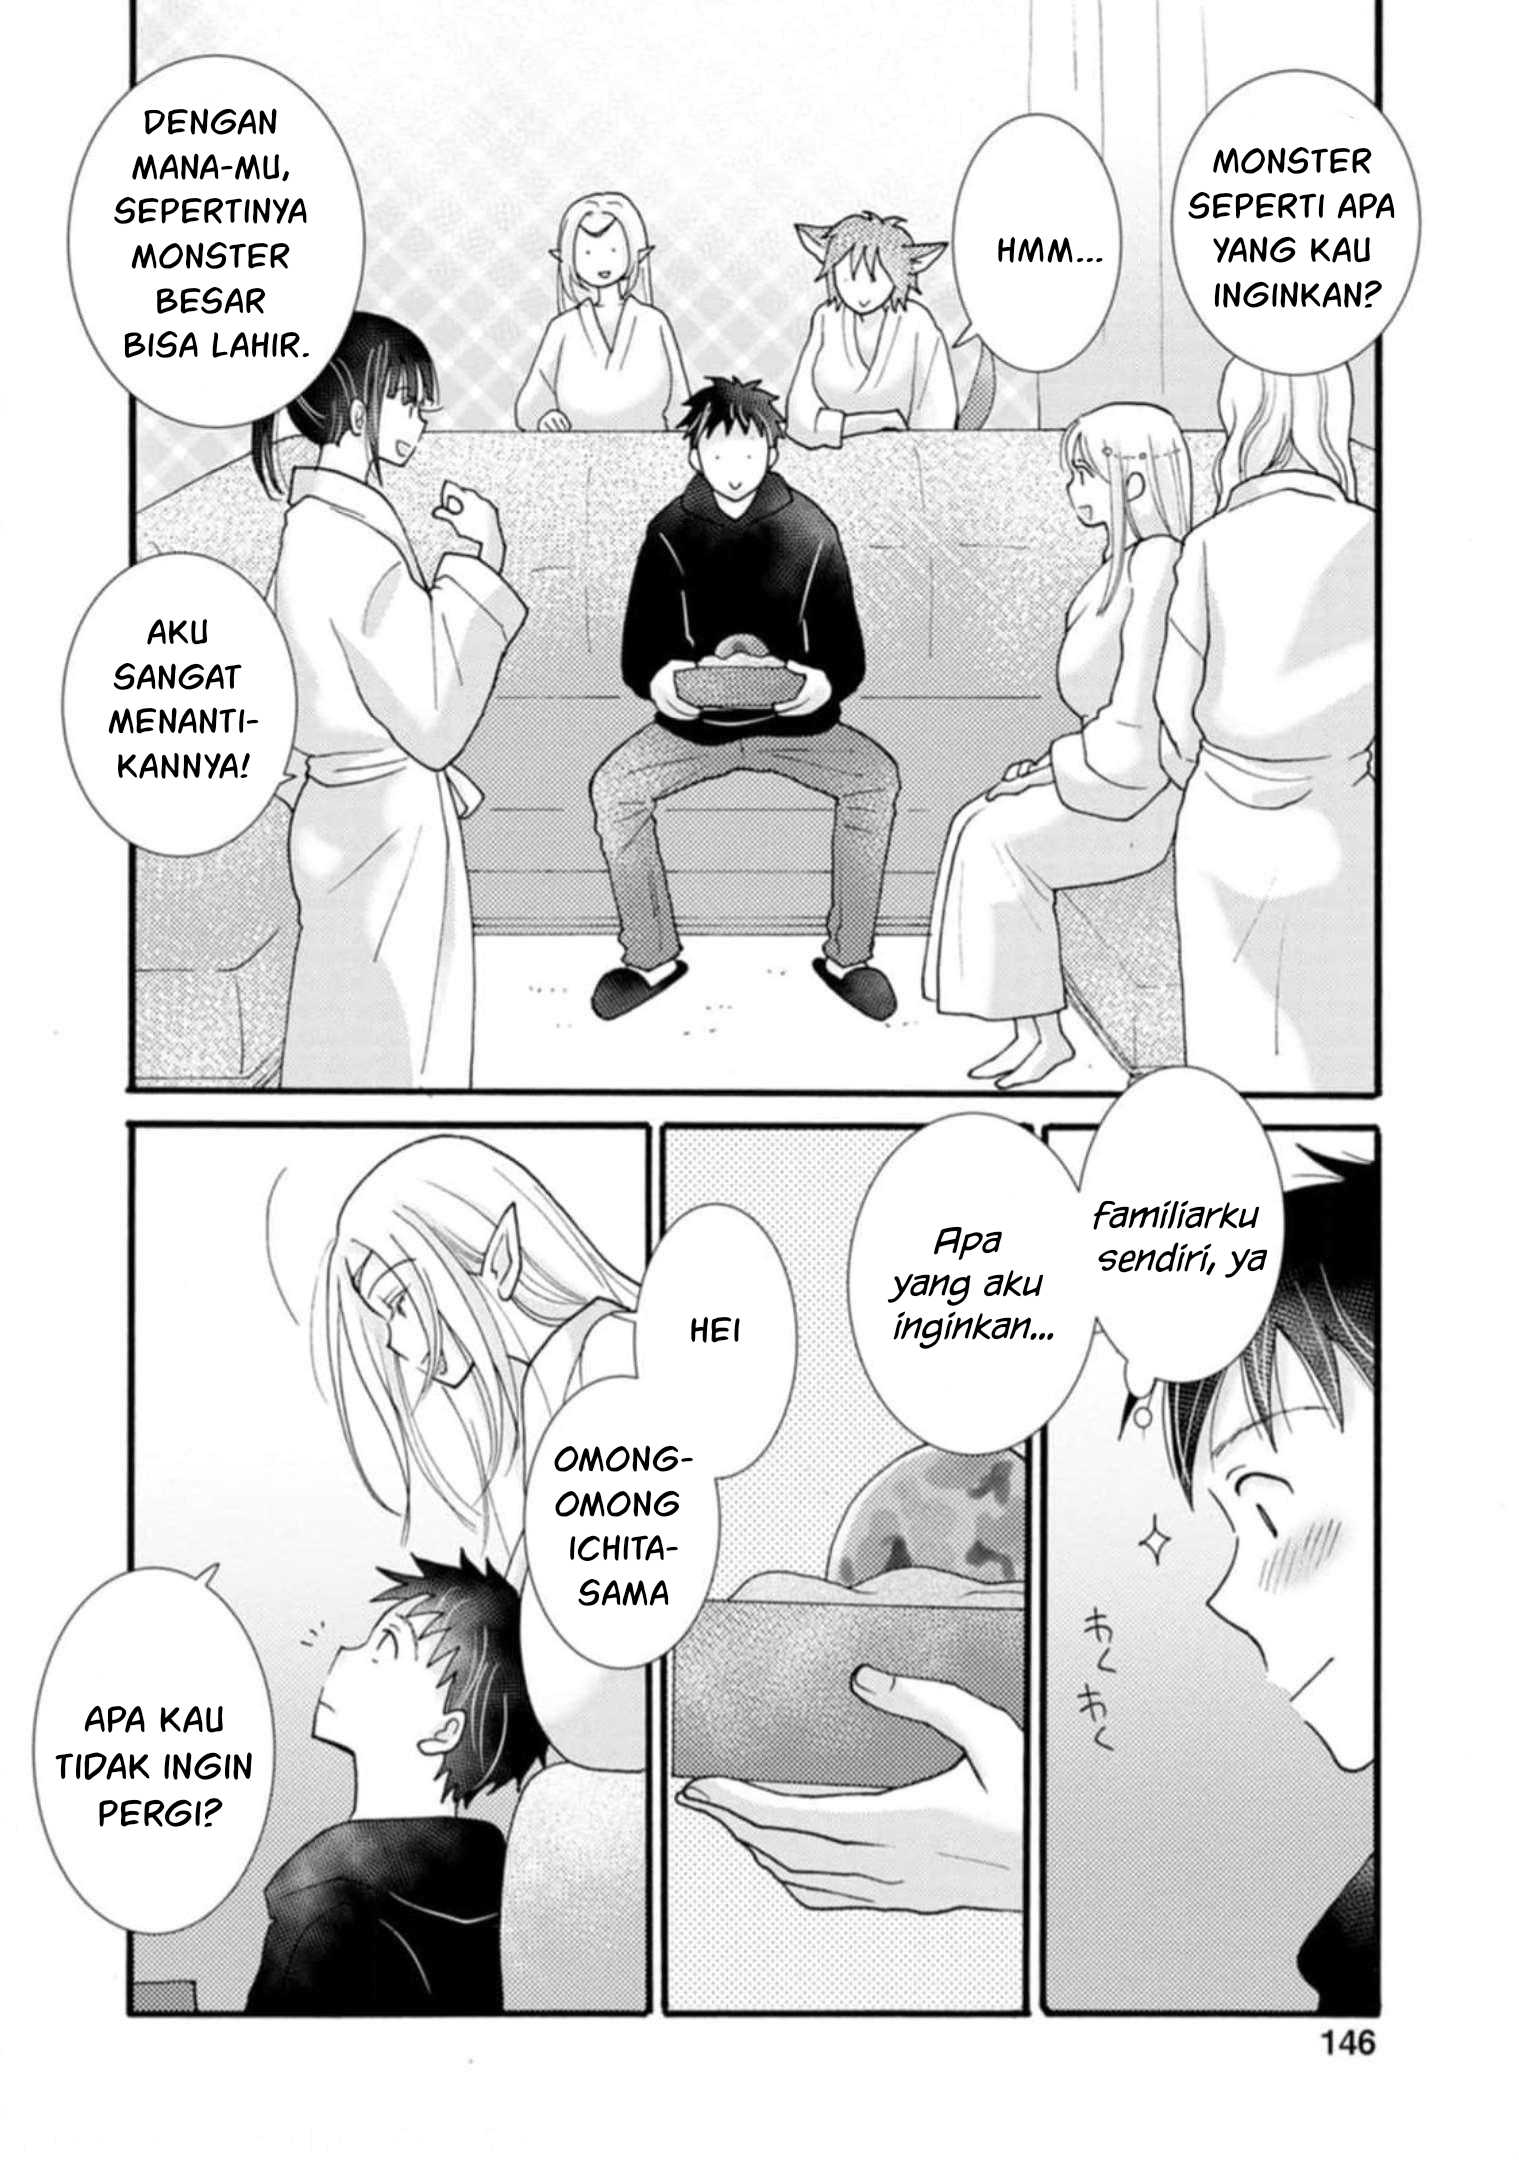 MONSTER
SEPERTI APA
YANG KAU
INGINKAN?
HMM...
DENGAN
MANA-MU,
SEPERTINYA
MONSTER
BESAR
BISA LAHIR.
AKU
SANGAT
MENANTI-
KANNYA!
familiarku
sendiri, ya
Apa
yang aku
inginkan...
わくわく
HEI
OMONG-
OMONG
ICHITA-
SAMA
APA KAU
TIDAK INGIN
PERGI?
146